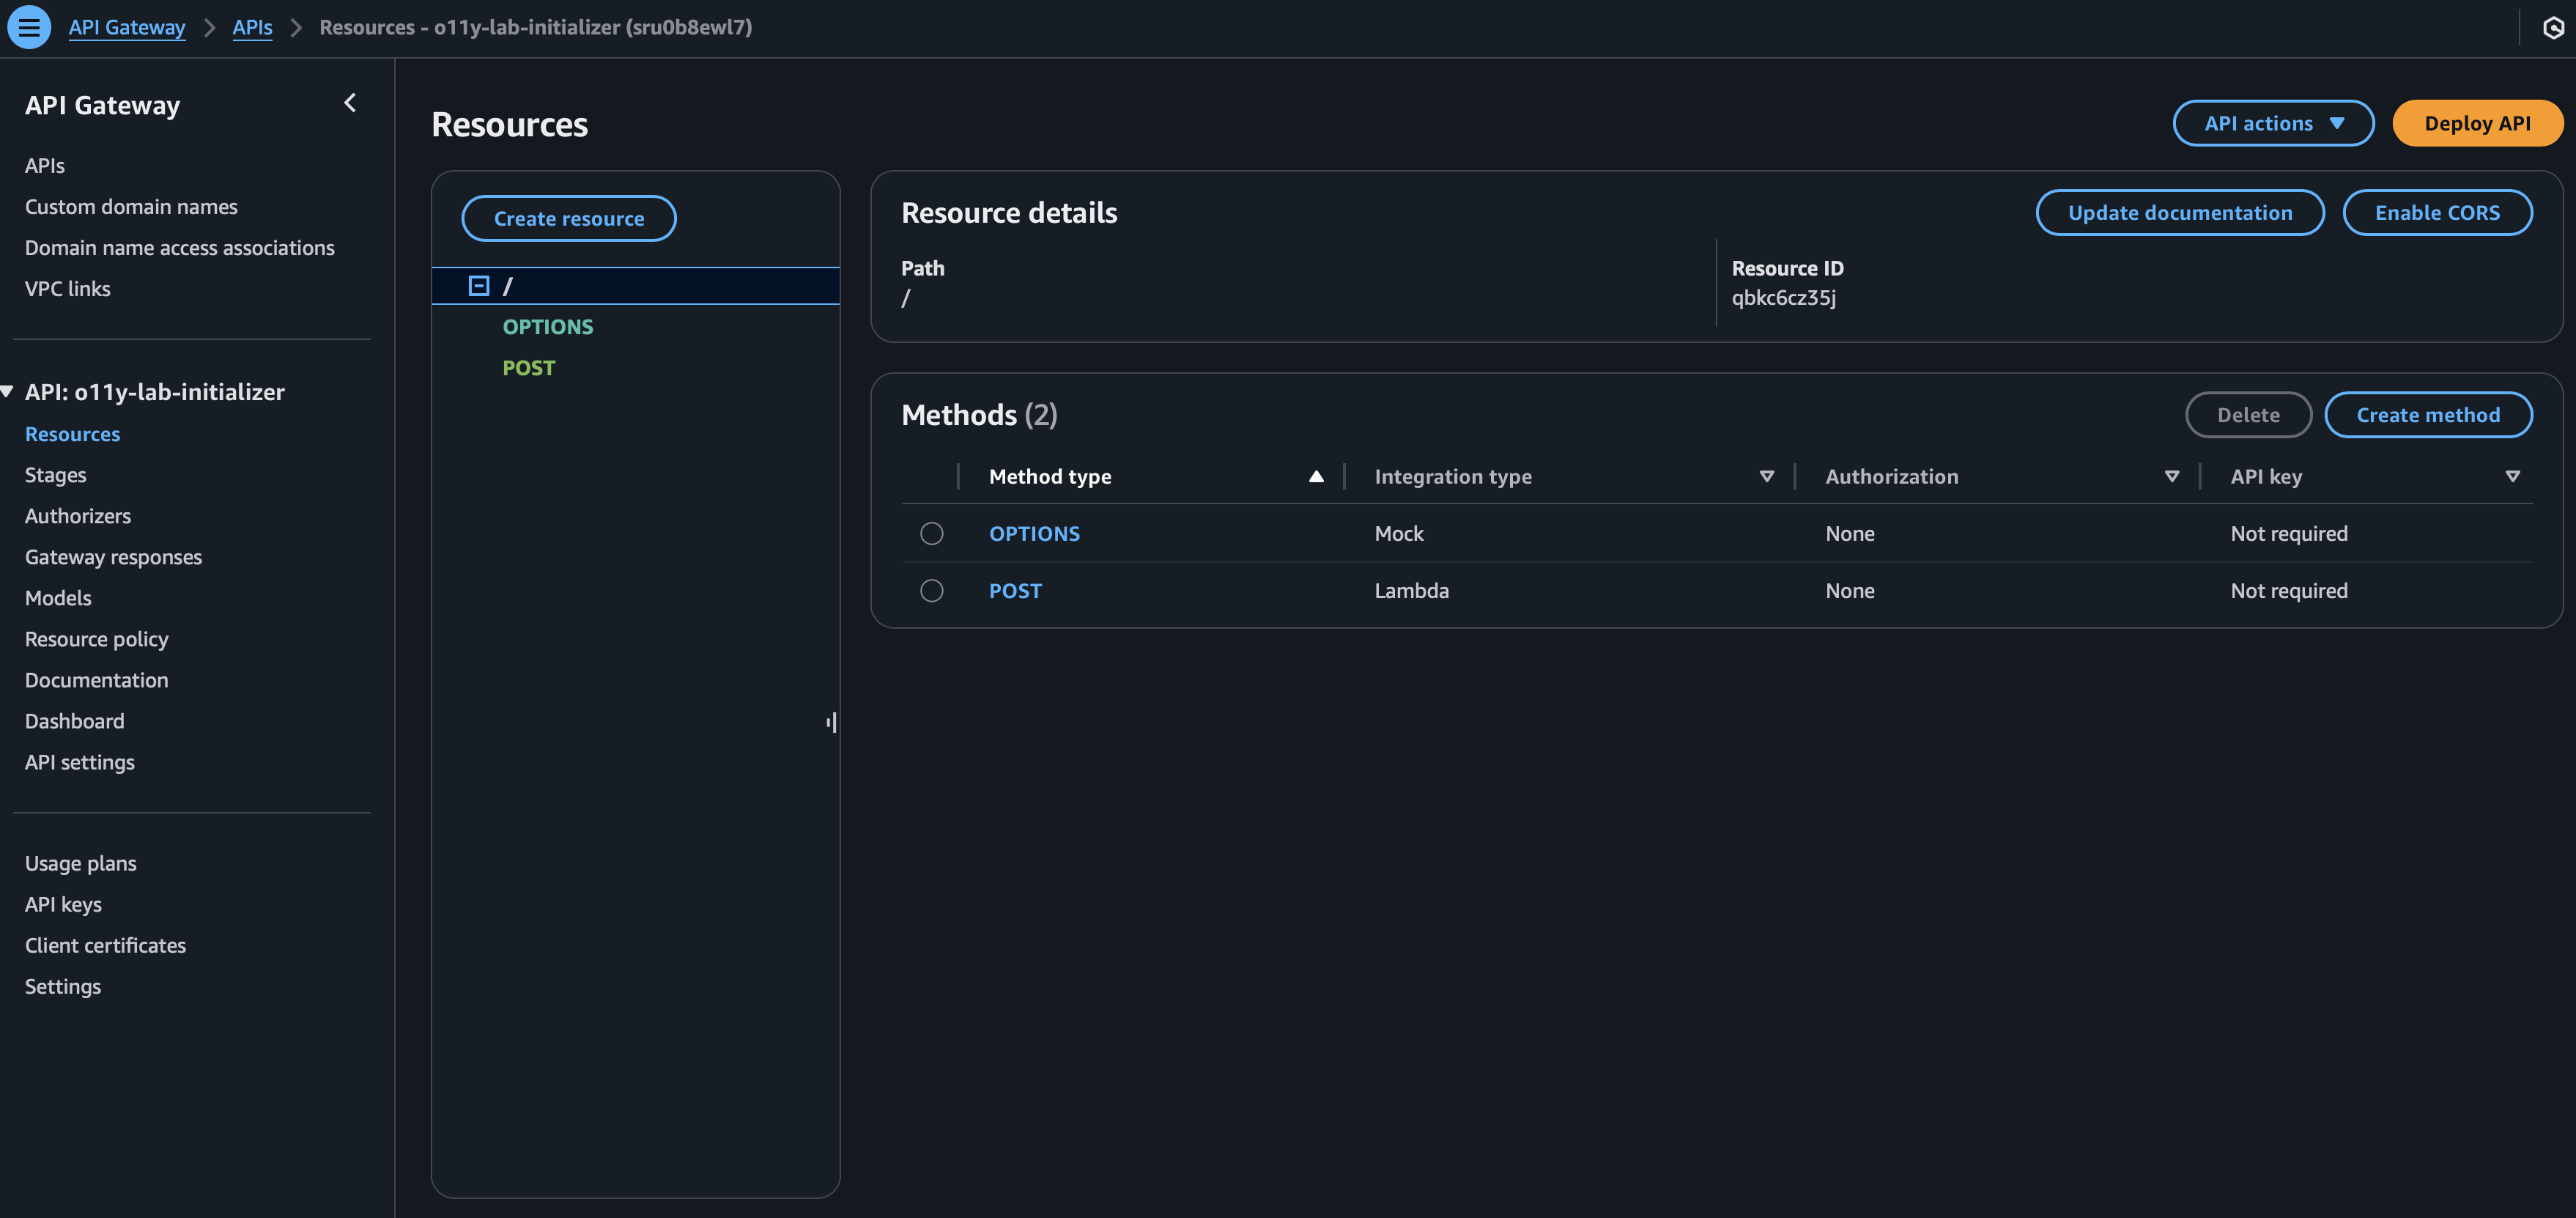 API Gateway
APIs
Resources - o11y-lab-initializer (sru0b8ewl7)
API Gateway
APIs
Custom domain names
Domain name access associations
VPC links
API: o11y-lab-initializer
Resources
Stages
Authorizers
Gateway responses
Models
Resource policy
Documentation
Dashboard
API settings
Usage plans
API keys
Client certificates
Settings
Resources
API actions
Deploy API
Create resource
/
OPTIONS
POST
Resource details
Update documentation
Enable CORS
Path
/
Resource ID
qbkc6cz35j
Methods (2)
Delete
Create method
Method type Integration type Authorization API key
OPTIONS Mock None Not required
POST Lambda None Not required